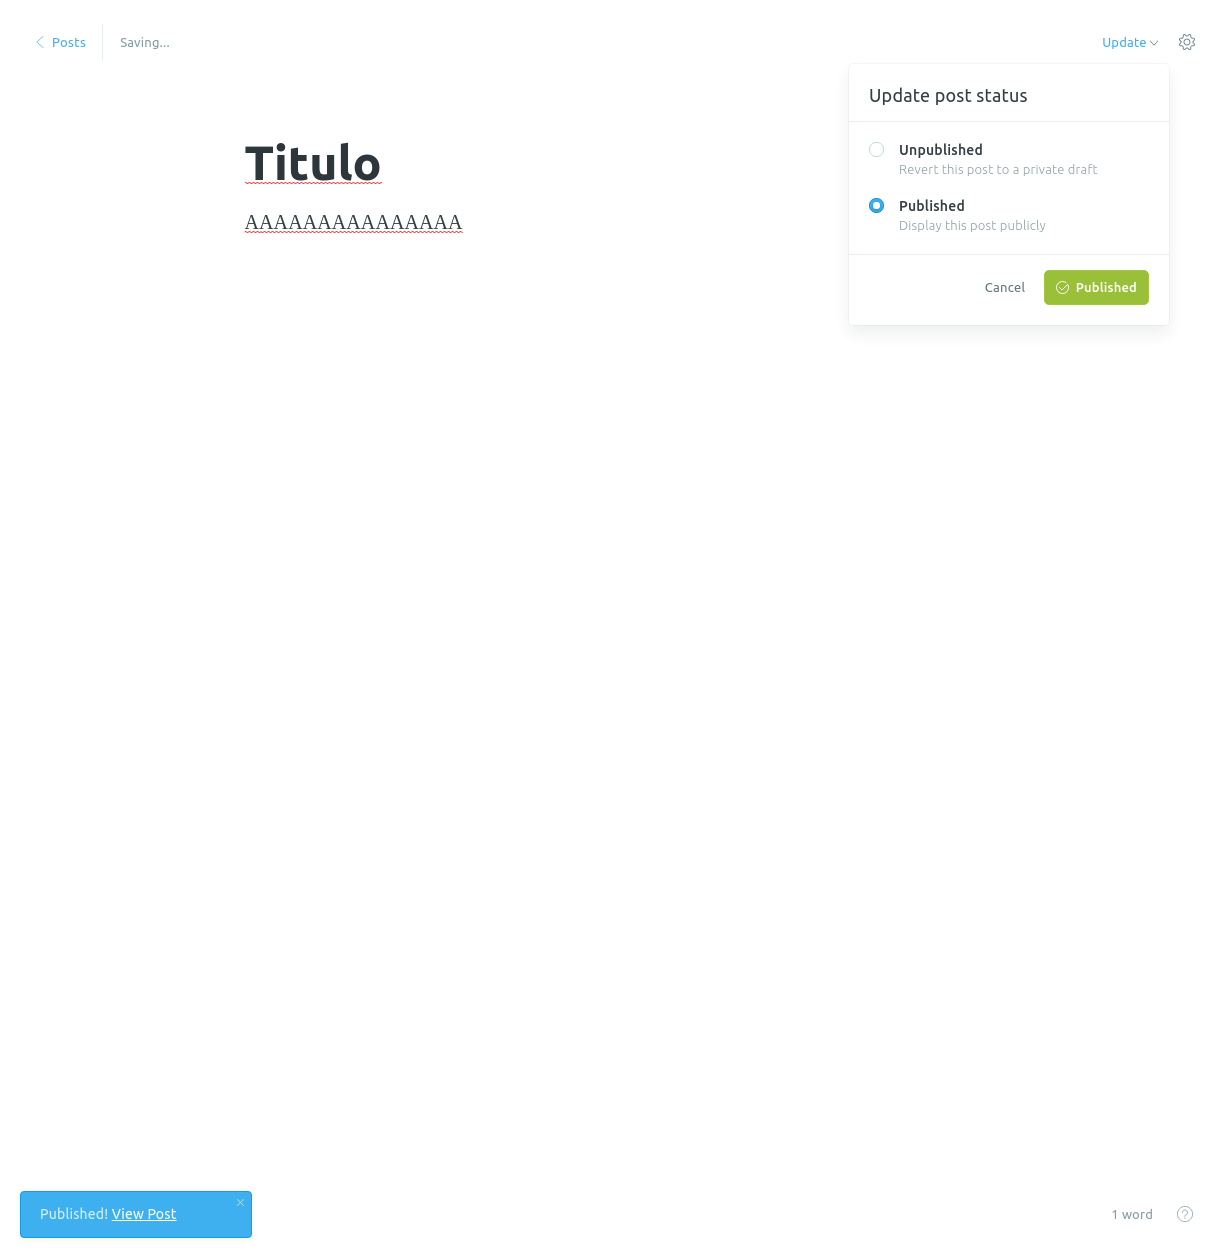 Posts
Saving...
Update
Update post status
Unpublished
Revert this post to a private draft
Published
Display this post publicly
Cancel
Published
Titulo
AAAAAAAAAAAAAAA
Published! View Post
1 word